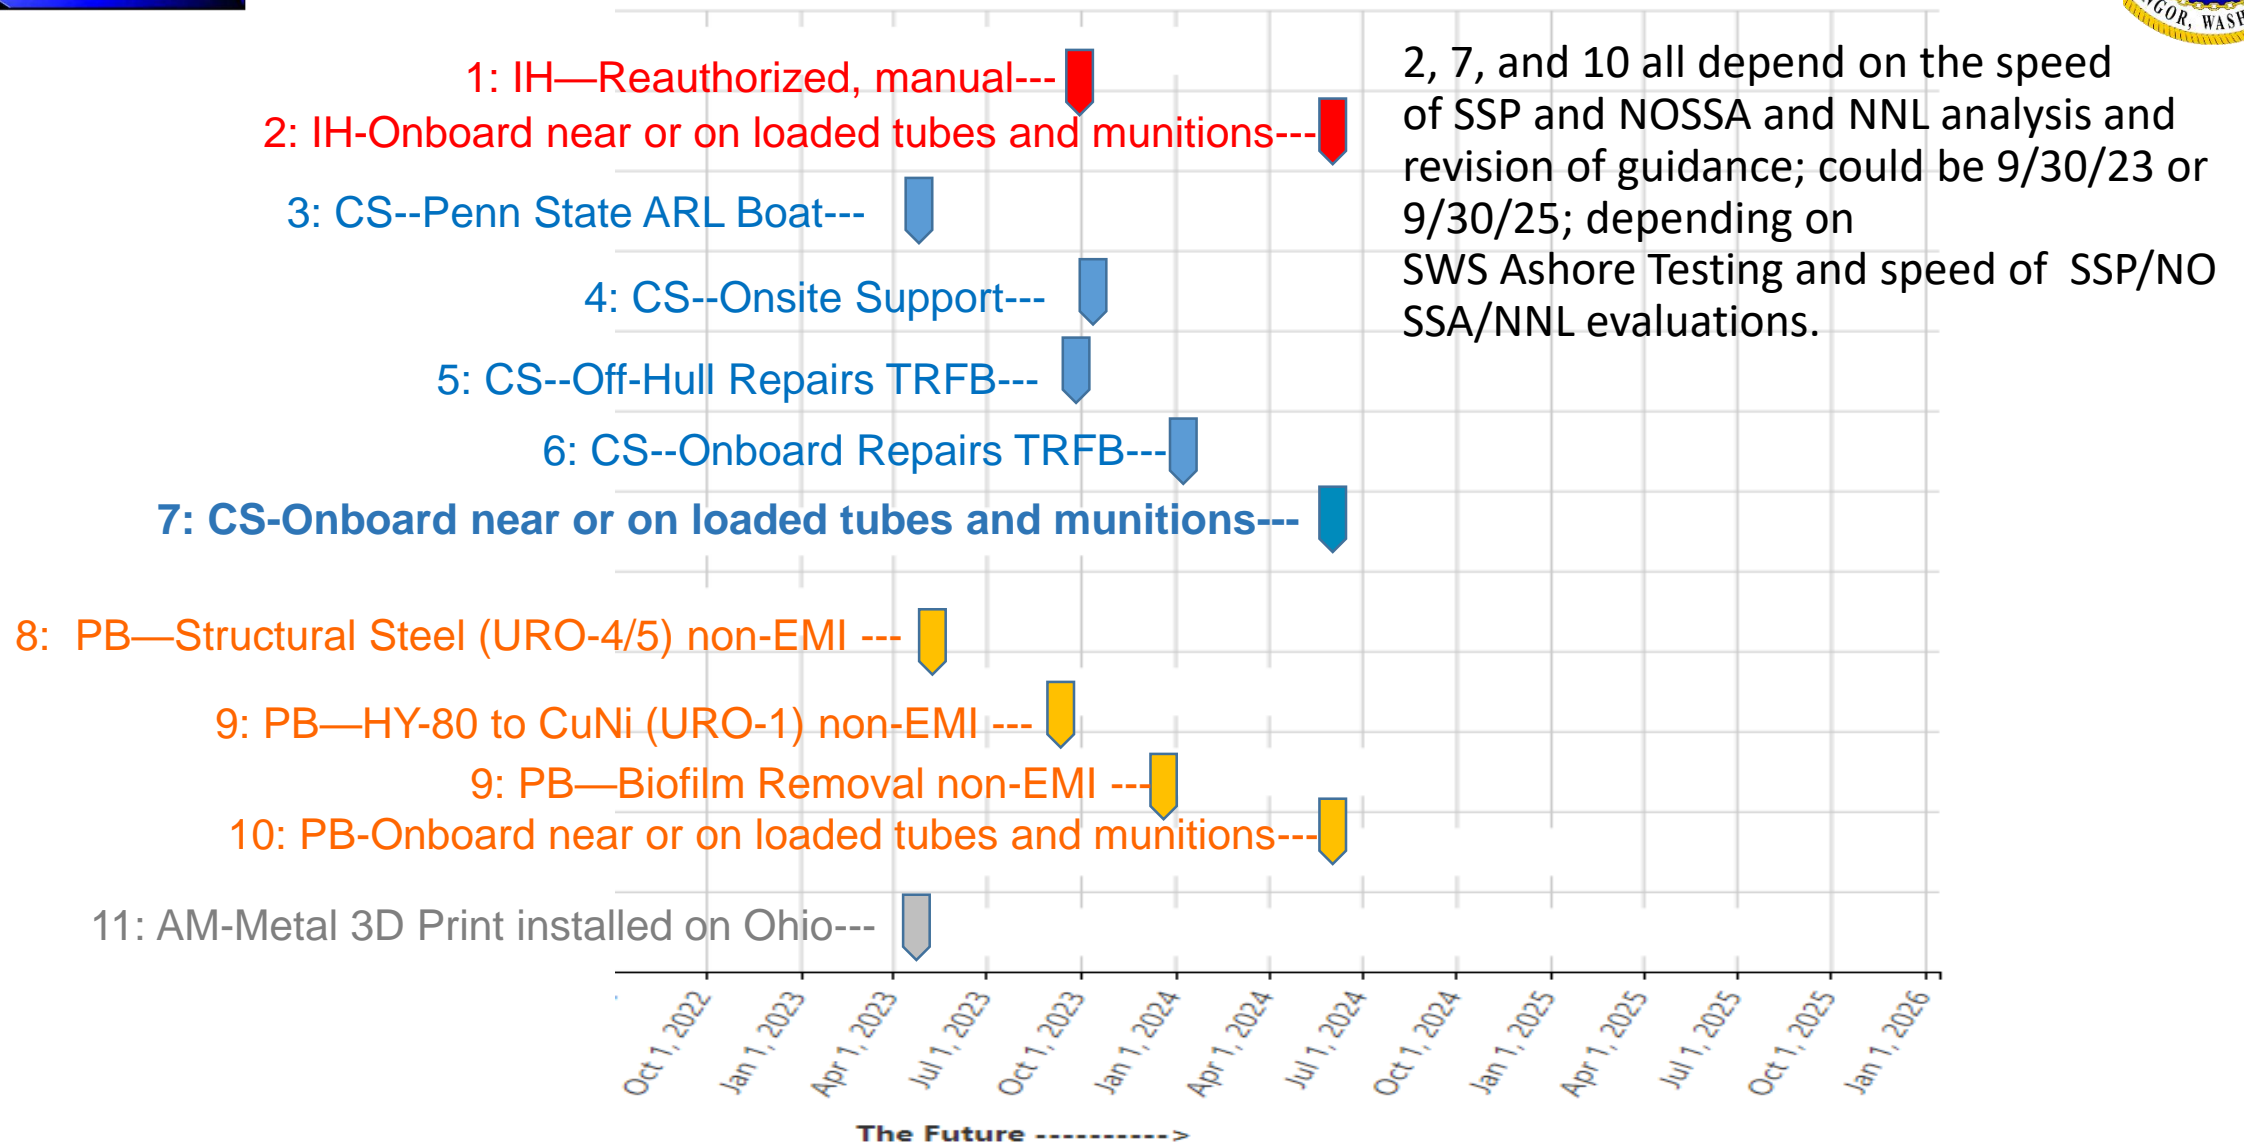 1: IH—Reauthorized, manual---
2: IH-Onboard near or on loaded tubes and munitions---
3: CS--Penn State ARL Boat---
4: CS--Onsite Support---
5: CS--Off-Hull Repairs TRFB---
6: CS--Onboard Repairs TRFB---
7: CS-Onboard near or on loaded tubes and munitions---
8:  PB—Structural Steel (URO-4/5) non-EMI ---
9: PB—HY-80 to CuNi (URO-1) non-EMI ---
9: PB—Biofilm Removal non-EMI ---
10: PB-Onboard near or on loaded tubes and munitions---
11: AM-Metal 3D Print installed on Ohio---
2, 7, and 10 all depend on the speed
of SSP and NOSSA and NNL analysis and
revision of guidance; could be 9/30/23 or
9/30/25; depending on
SWS Ashore Testing and speed of  SSP/NO
SSA/NNL evaluations.
Oct 1, 2022
Jan 1, 2023
Apr 1, 2023
Jul 1, 2023
Oct 1, 2023
Jan 1, 2024
Apr 1, 2024
Jul 1, 2024
Oct 1, 2024
Jan 1, 2025
Apr 1, 2025
Jul 1, 2025
Oct 1, 2025
Jan 1, 2026
The Future ---------->